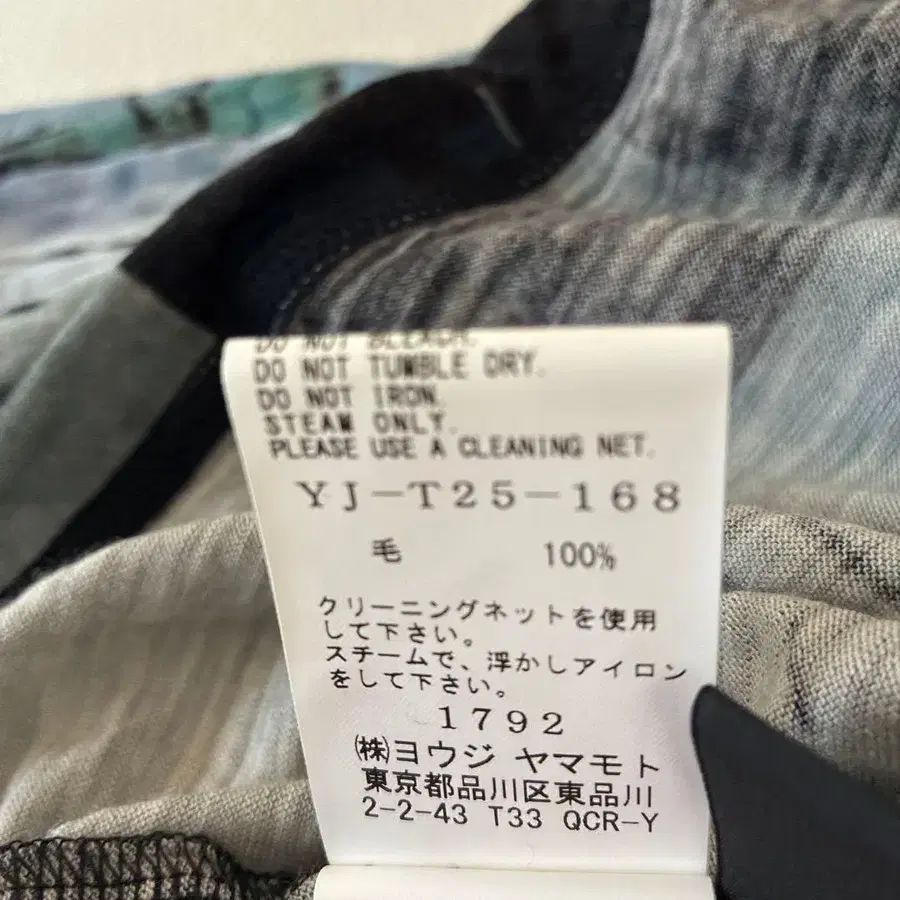 DO NOT BLEACH.
DO NOT TUMBLE DRY.
DO NOT IRON.
STEAM ONLY.
PLEASE USE A CLEANING NET.
YJ-T25-168
毛 100%
クリーニングネットを使用
して下さい。
スチームで、浮かしアイロン
をして下さい。
1792
㈱ヨウジ ヤマモト
東京都品川区東品川
2-2-43 T33 QCR-Y